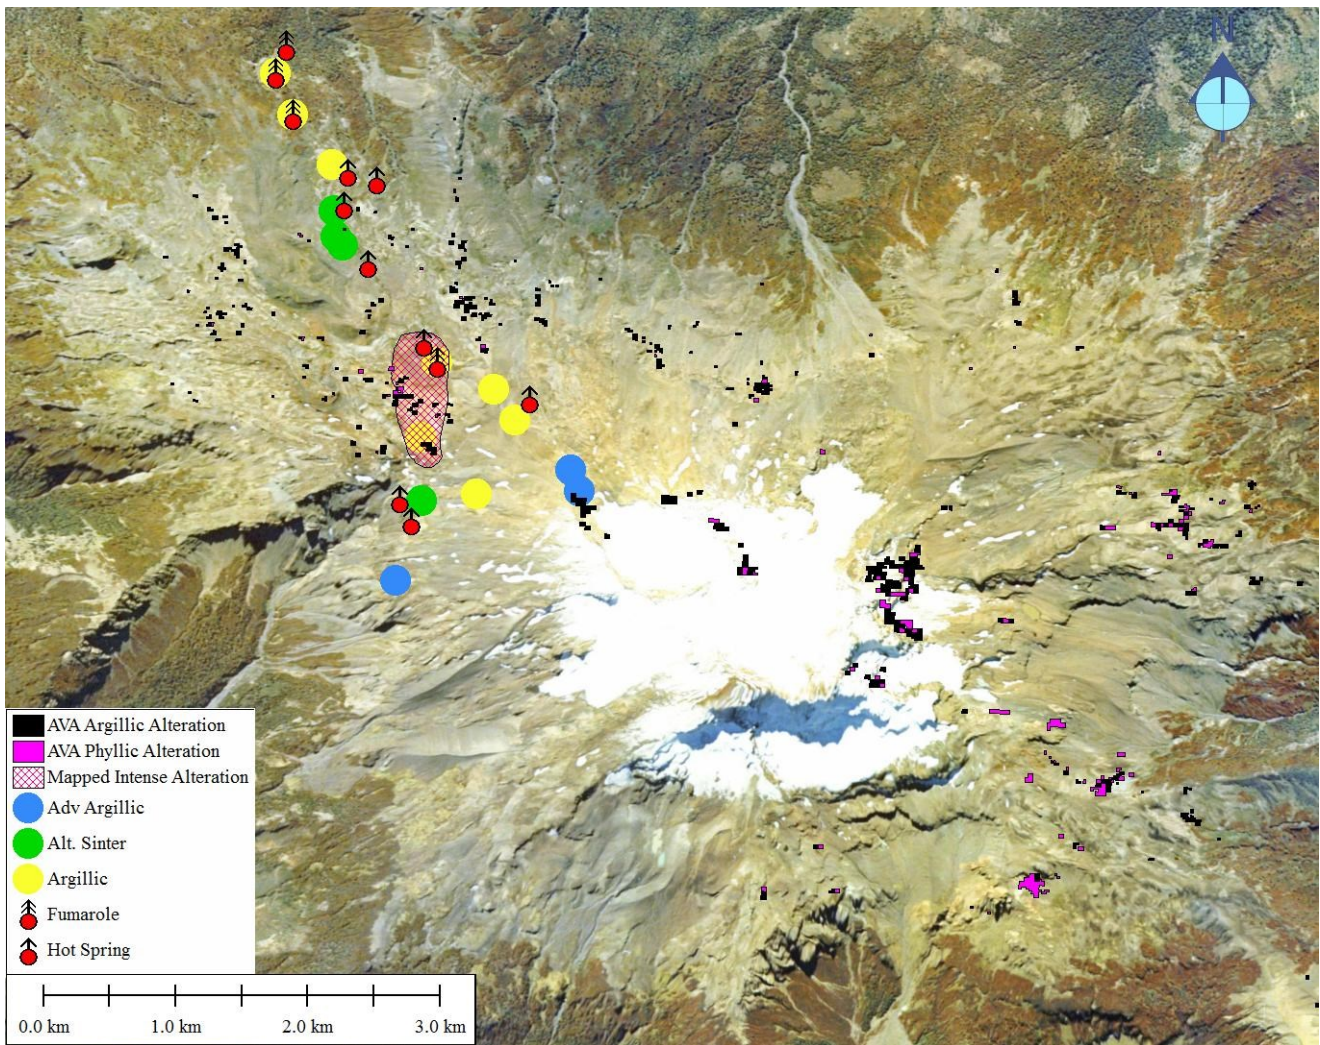 N
AVA Argillic Alteration
AVA Phyllic Alteration
Mapped Intense Alteration
Adv Argillic
Alt. Sinter
Argillic
Fumarole
Hot Spring
0.0 km 1.0 km 2.0 km 3.0 km